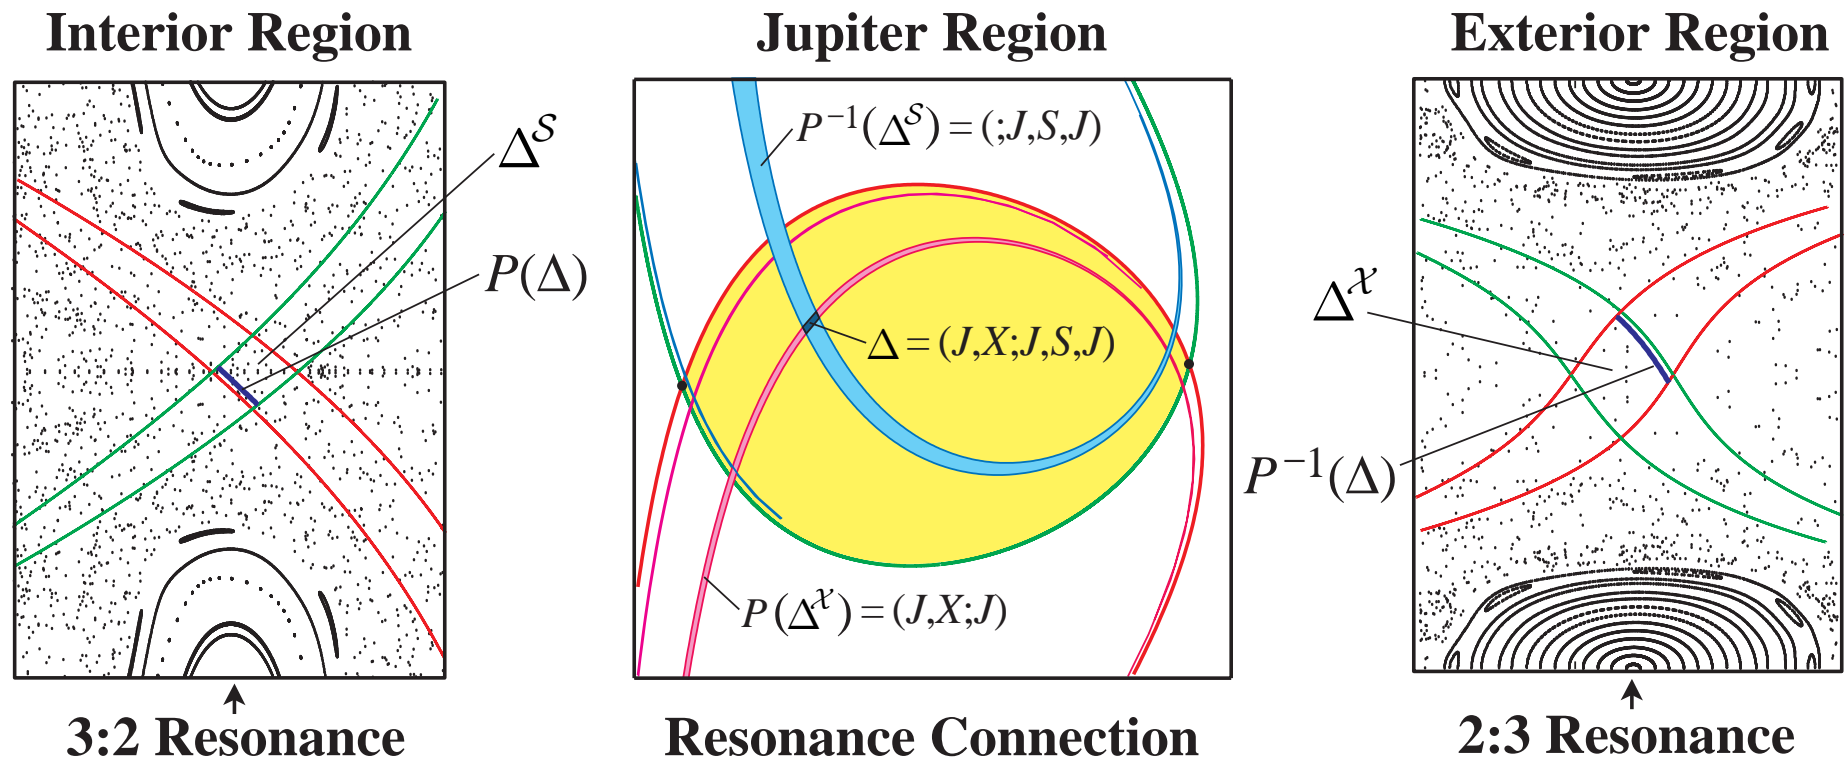 Interior Region
Jupiter Region
Exterior Region
Δ^𝒮
P(Δ)
P⁻¹(Δ^𝒮) = (;J,S,J)
Δ = (J,X;J,S,J)
P(Δ^𝒳) = (J,X;J)
Δ^𝒳
P⁻¹(Δ)
3:2 Resonance
Resonance Connection
2:3 Resonance